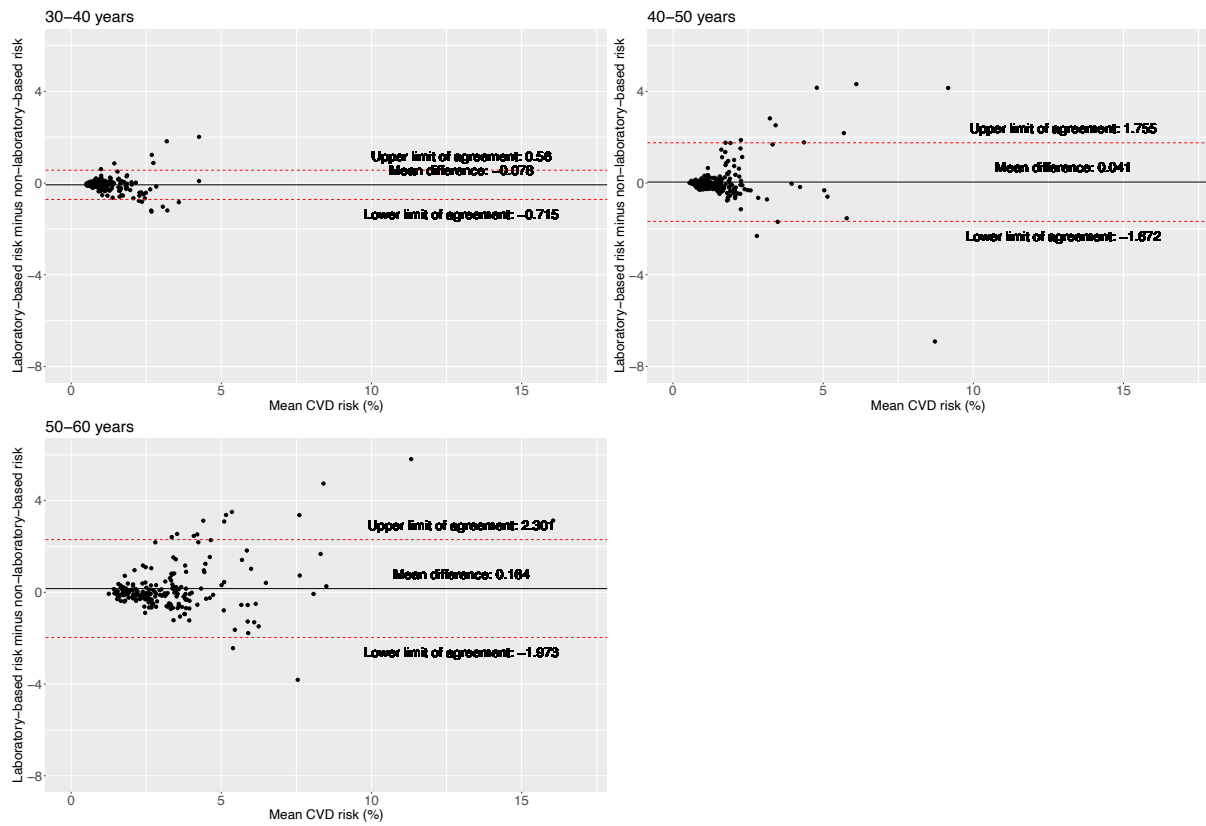 30−40 years
Laboratory−based risk minus non−laboratory−based risk
4
0
−4
−8
Upper limit of agreement: 0.56
Mean difference: −0.078
Lower limit of agreement: −0.715
0
5
10
15
Mean CVD risk (%)
40−50 years
Laboratory−based risk minus non−laboratory−based risk
4
0
−4
−8
Upper limit of agreement: 1.755
Mean difference: 0.041
Lower limit of agreement: −1.672
0
5
10
15
Mean CVD risk (%)
50−60 years
Laboratory−based risk minus non−laboratory−based risk
4
0
−4
−8
Upper limit of agreement: 2.301
Mean difference: 0.164
Lower limit of agreement: −1.973
0
5
10
15
Mean CVD risk (%)